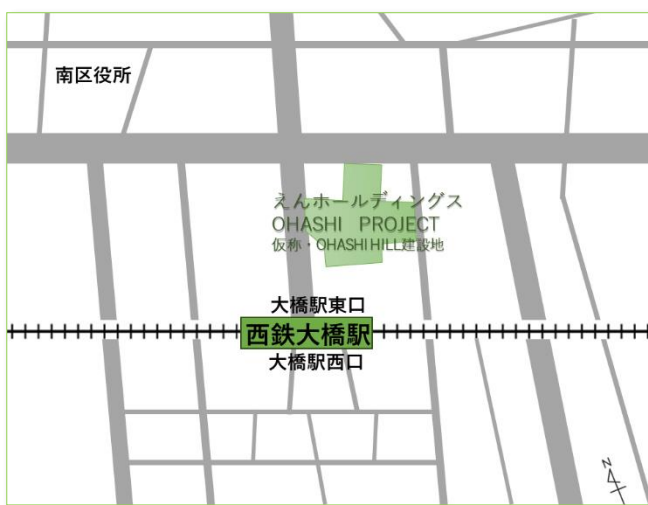 南区役所
えんホールディングス
OHASHI PROJECT
仮称・OHASHI HILL建設地
大橋駅東口
西鉄大橋駅
大橋駅西口
N